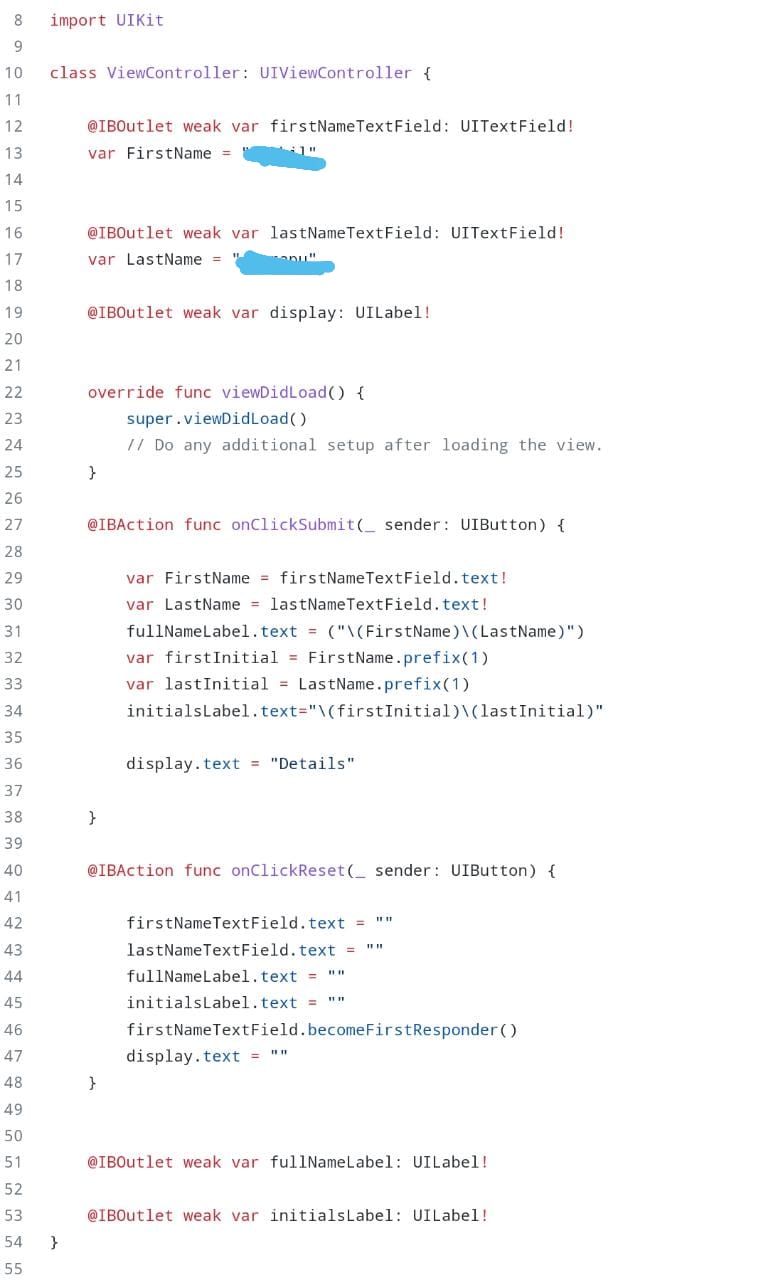 8 import UIKit
9
10 class ViewController: UIViewController {
11
12 @IBOutlet weak var firstNameTextField: UITextField!
13 var FirstName = "
14
15
16 @IBOutlet weak var lastNameTextField: UITextField!
17 var LastName = "
18
19 @IBOutlet weak var display: UILabel!
20
21
22 override func viewDidLoad() {
23 super.viewDidLoad()
24 // Do any additional setup after loading the view.
25 }
26
27 @IBAction func onClickSubmit(_ sender: UIButton) {
28
29 var FirstName = firstNameTextField.text!
30 var LastName = lastNameTextField.text!
31 fullNameLabel.text = ("\(FirstName)\(LastName)")
32 var firstInitial = FirstName.prefix(1)
33 var lastInitial = LastName.prefix(1)
34 initialsLabel.text="\(firstInitial)\(lastInitial)"
35
36 display.text = "Details"
37
38 }
39
40 @IBAction func onClickReset(_ sender: UIButton) {
41
42 firstNameTextField.text = ""
43 lastNameTextField.text = ""
44 fullNameLabel.text = ""
45 initialsLabel.text = ""
46 firstNameTextField.becomeFirstResponder()
47 display.text = ""
48 }
49
50
51 @IBOutlet weak var fullNameLabel: UILabel!
52
53 @IBOutlet weak var initialsLabel: UILabel!
54 }
55